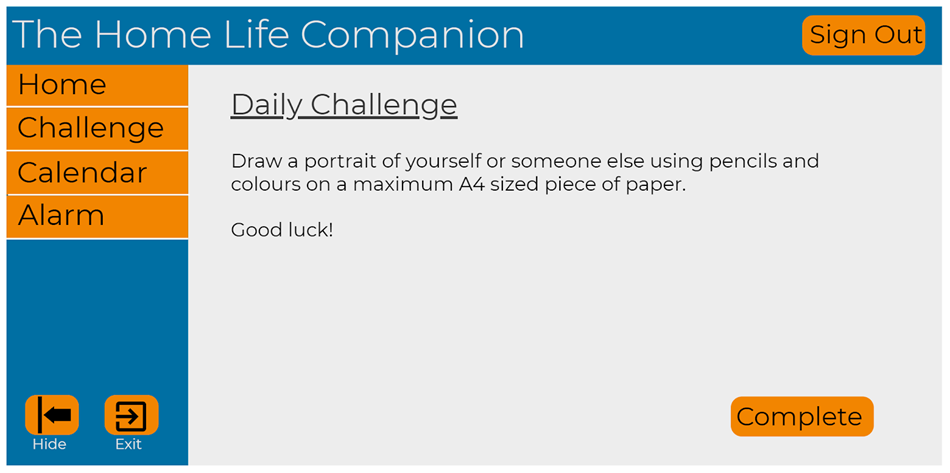 The Home Life Companion
Sign Out
Home
Challenge
Calendar
Alarm
Daily Challenge
Draw a portrait of yourself or someone else using pencils and
colours on a maximum A4 sized piece of paper.
Good luck!
Complete
Hide
Exit